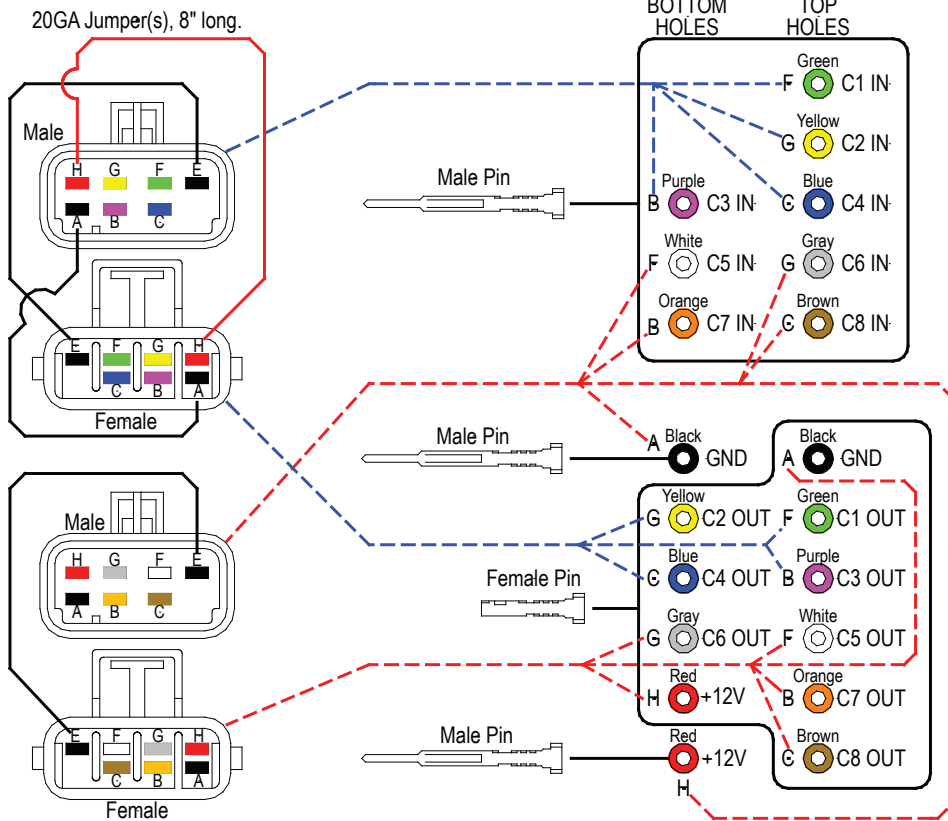 20GA Jumper(s), 8" long.
BOTTOM HOLES
TOP HOLES
Male
H G F E
A B C
E F G H
C B A
Female
Male Pin
Green
F C1 IN
Yellow
G C2 IN
Purple
B C3 IN
Blue
C C4 IN
White
F C5 IN
Gray
G C6 IN
Orange
B C7 IN
Brown
C C8 IN
Male Pin
A Black
GND
Black
A GND
Male
H G F E
A B C
E F G H
C B A
Female
Female Pin
Yellow
G C2 OUT
Green
F C1 OUT
Blue
C C4 OUT
Purple
B C3 OUT
Gray
G C6 OUT
White
F C5 OUT
Red
H +12V
Orange
B C7 OUT
Male Pin
Red
+12V
H
Brown
C C8 OUT